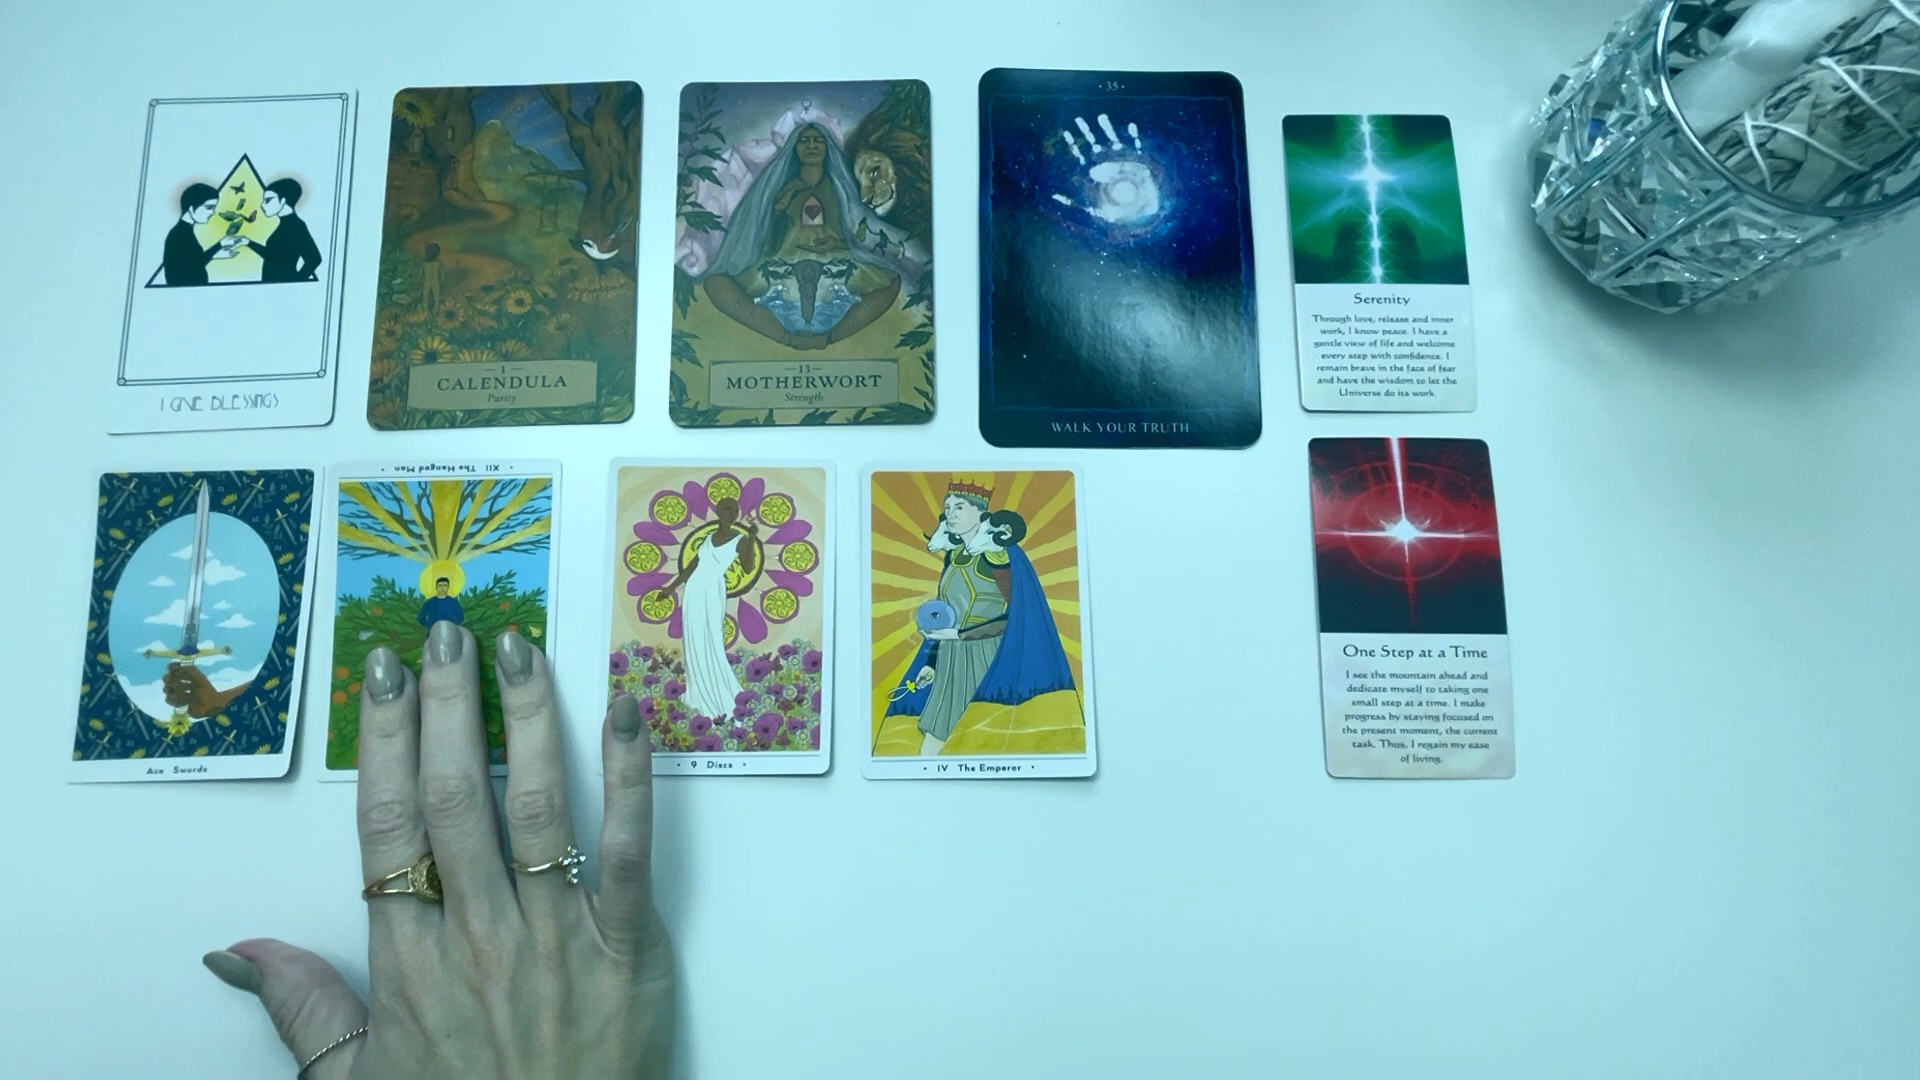 I GIVE BLESSINGS
1
CALENDULA
Purity
13
MOTHERWORT
Strength
• 35 •
WALK YOUR TRUTH
Serenity
Through love, release and inner
work, I know peace. I have a
gentle view of life and welcome
every step with confidence. I
remain brave in the face of fear
and have the wisdom to let the
Universe do its work.
Ace Swords
• XII The Hanged Man •
• 9 Discs •
• IV The Emperor •
One Step at a Time
I see the mountain ahead and
dedicate myself to taking one
small step at a time. I make
progress by staying focused on
the present moment, the current
task. Thus, I regain my ease
of living.